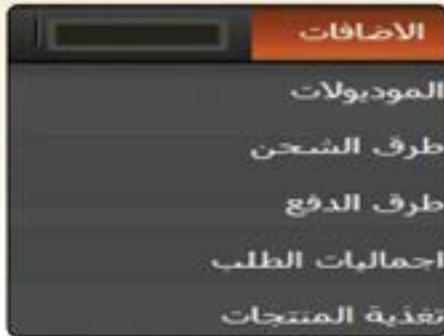 الاضافات
الموديولات
طرق الشحن
طرق الدفع
اجماليات الطلب
تغذية المنتجات